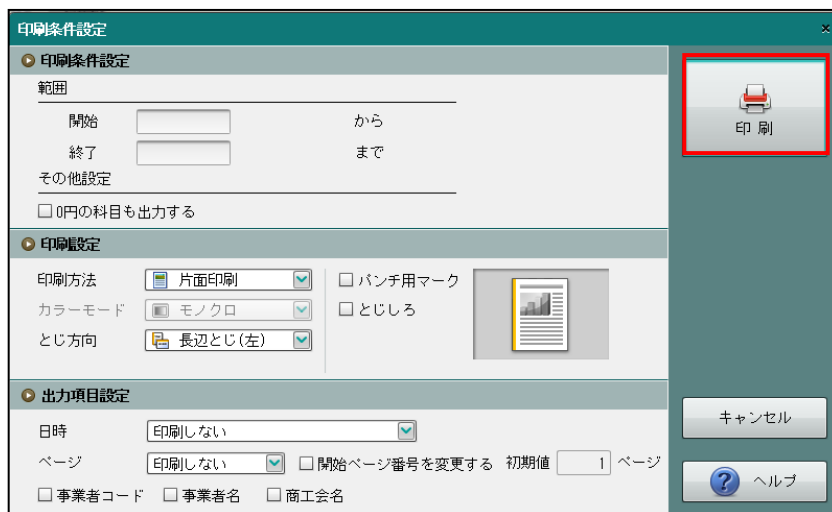 印刷条件設定 ×
印刷条件設定
範囲
開始 から
終了 まで
その他設定
0円の科目も出力する
印刷設定
印刷方法 片面印刷 パンチ用マーク
カラーモード モノクロ とじしろ
とじ方向 長辺とじ(左)
出力項目設定
日時 印刷しない
ページ 印刷しない 開始ページ番号を変更する 初期値 1 ページ
事業者コード 事業者名 商工会名
印刷
キャンセル
? ヘルプ